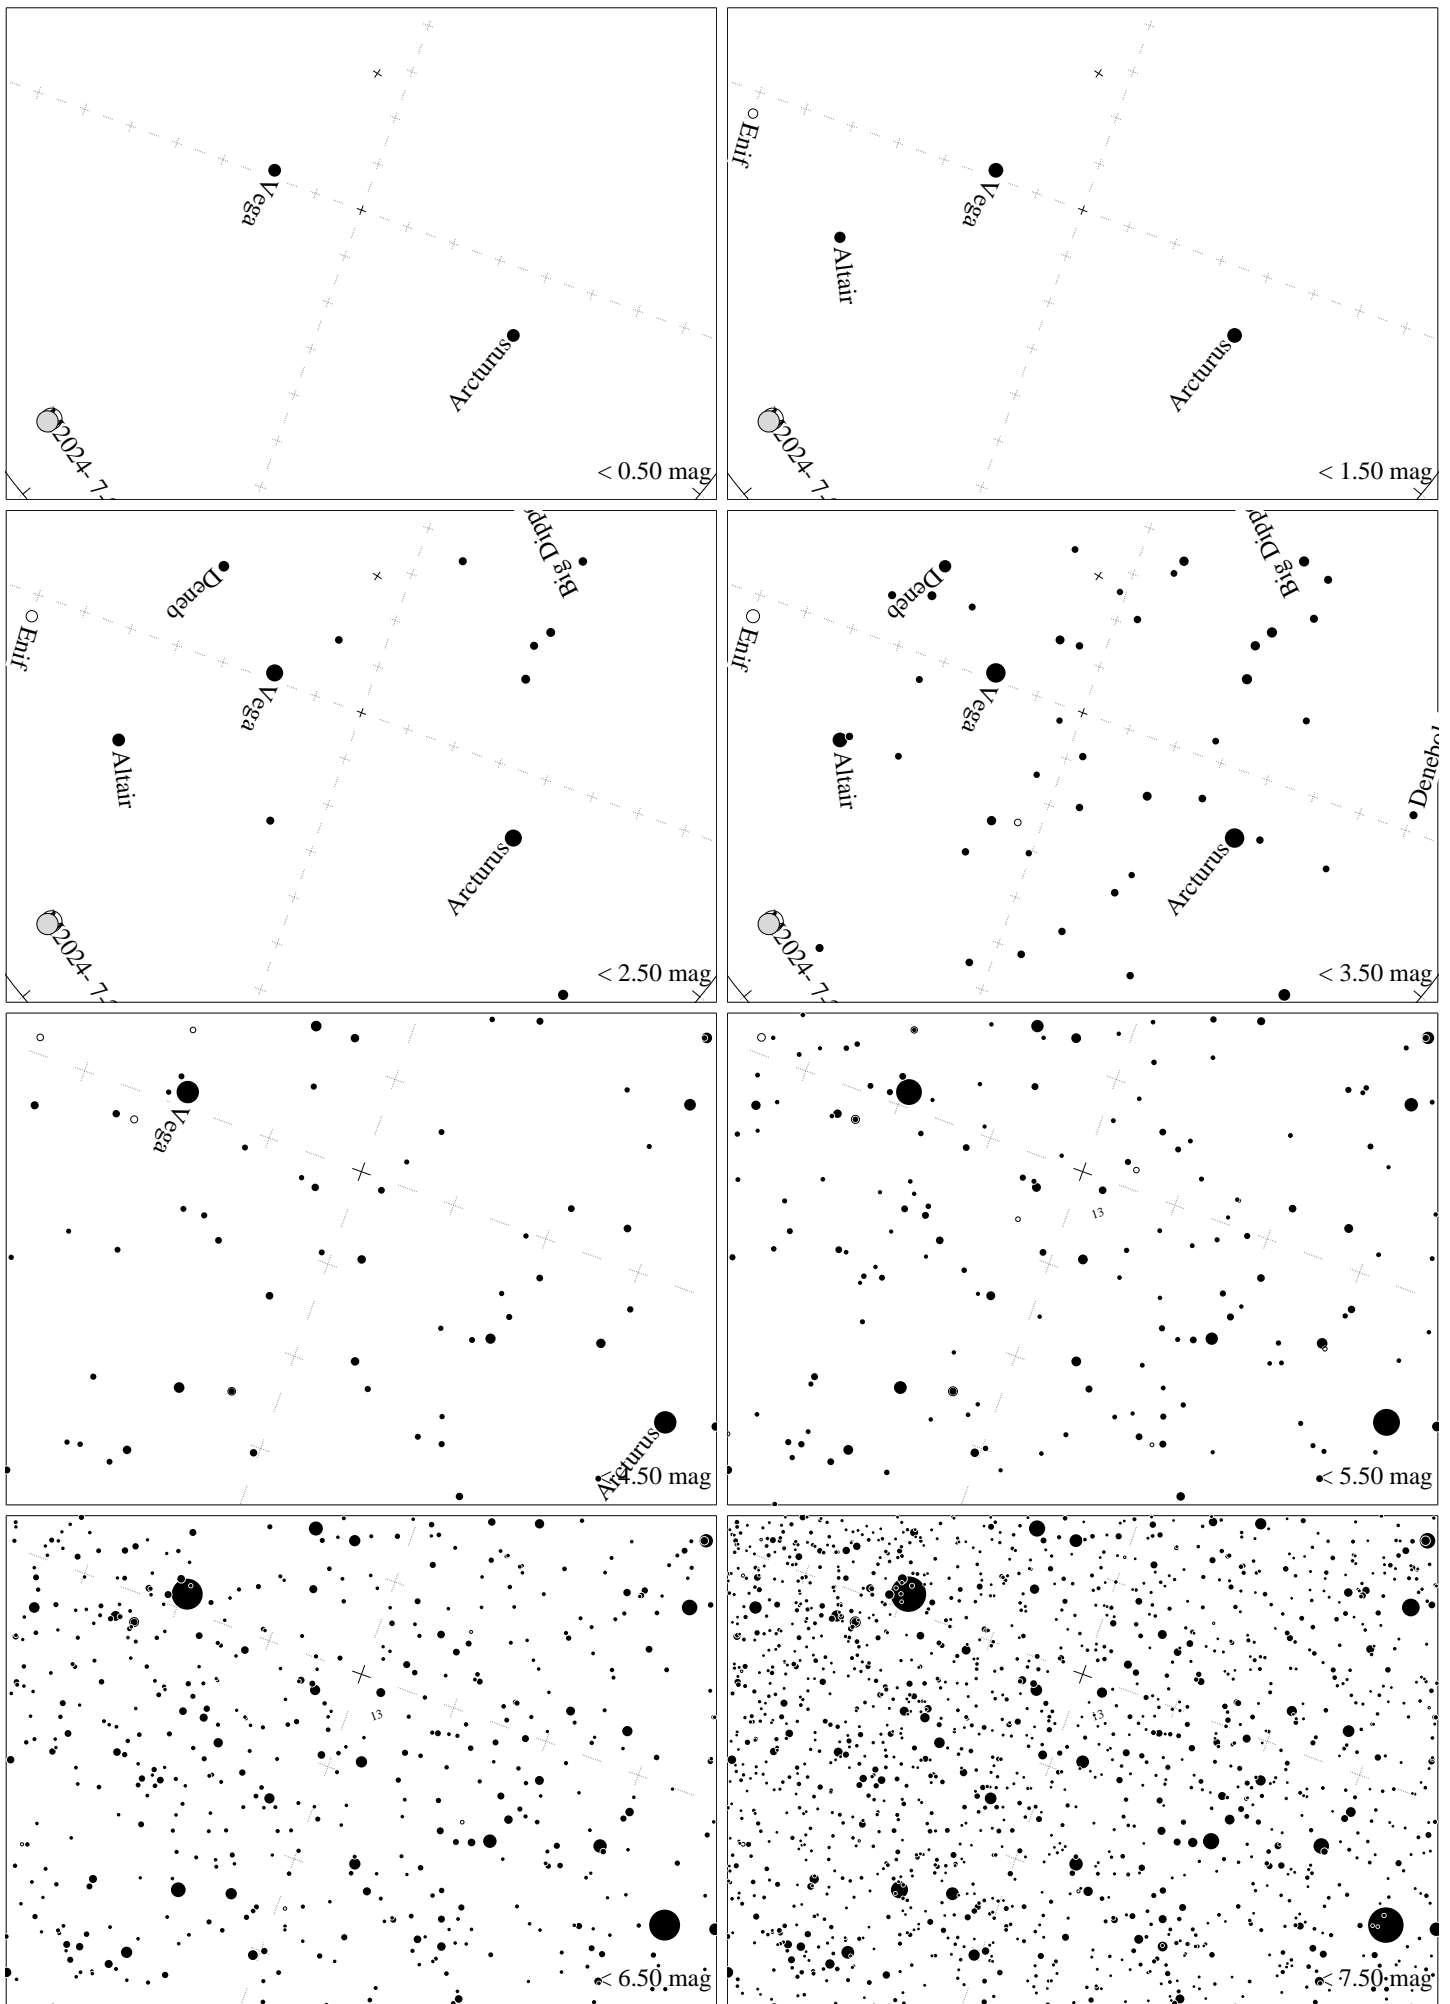 Vega
Arcturus
2024- 7-
< 0.50 mag
Enif
Vega
Altair
Arcturus
2024- 7-
< 1.50 mag
Big Dipp
Deneb
Enif
Vega
Altair
Arcturus
2024- 7-
< 2.50 mag
Big Dipp
Deneb
Enif
Vega
Altair
Denebol
Arcturus
2024- 7-
< 3.50 mag
Vega
Arcturus
< 4.50 mag
13
< 5.50 mag
13
< 6.50 mag
13
< 7.50 mag